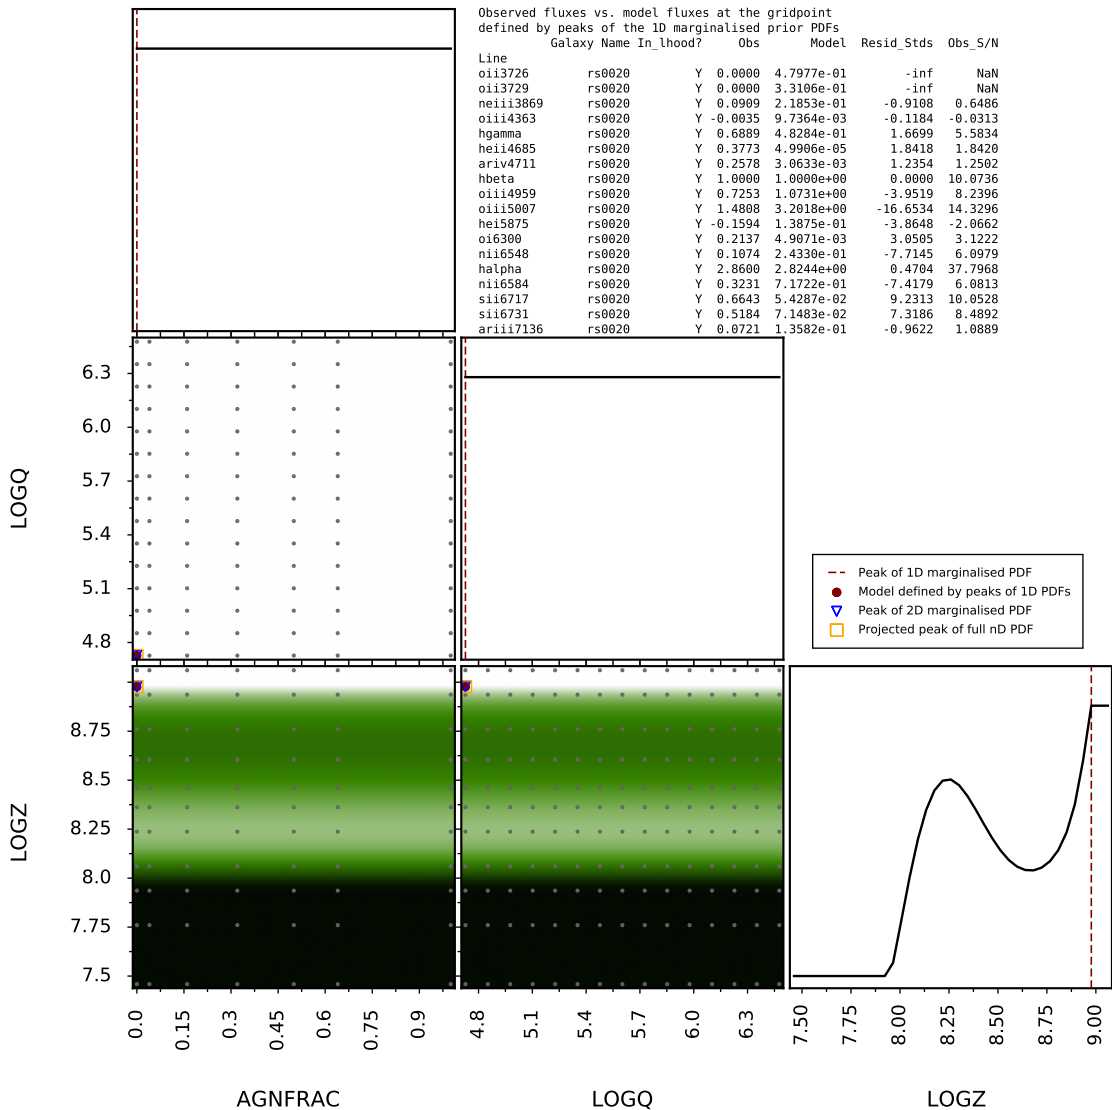 Observed fluxes vs. model fluxes at the gridpoint
defined by peaks of the 1D marginalised prior PDFs
Galaxy Name In_lhood? Obs Model Resid_Stds Obs_S/N
Line
oii3726 rs0020 Y 0.0000 4.7977e-01 -inf NaN
oii3729 rs0020 Y 0.0000 3.3106e-01 -inf NaN
neiii3869 rs0020 Y 0.0909 2.1853e-01 -0.9108 0.6486
oiii4363 rs0020 Y -0.0035 9.7364e-03 -0.1184 -0.0313
hgamma rs0020 Y 0.6889 4.8284e-01 1.6699 5.5834
heii4685 rs0020 Y 0.3773 4.9906e-05 1.8418 1.8420
ariv4711 rs0020 Y 0.2578 3.0633e-03 1.2354 1.2502
hbeta rs0020 Y 1.0000 1.0000e+00 0.0000 10.0736
oiii4959 rs0020 Y 0.7253 1.0731e+00 -3.9519 8.2396
oiii5007 rs0020 Y 1.4808 3.2018e+00 -16.6534 14.3296
hei5875 rs0020 Y -0.1594 1.3875e-01 -3.8648 -2.0662
oi6300 rs0020 Y 0.2137 4.9071e-03 3.0505 3.1222
nii6548 rs0020 Y 0.1074 2.4330e-01 -7.7145 6.0979
halpha rs0020 Y 2.8600 2.8244e+00 0.4704 37.7968
nii6584 rs0020 Y 0.3231 7.1722e-01 -7.4179 6.0813
sii6717 rs0020 Y 0.6643 5.4287e-02 9.2313 10.0528
sii6731 rs0020 Y 0.5184 7.1483e-02 7.3186 8.4892
ariii7136 rs0020 Y 0.0721 1.3582e-01 -0.9622 1.0889
6.3
6.0
5.7
5.4
5.1
4.8
LOGQ
Peak of 1D marginalised PDF
Model defined by peaks of 1D PDFs
Peak of 2D marginalised PDF
Projected peak of full nD PDF
8.75
8.5
8.25
8.0
7.75
7.5
LOGZ
0.0 0.15 0.3 0.45 0.6 0.75 0.9
4.8 5.1 5.4 5.7 6.0 6.3
7.50 7.75 8.00 8.25 8.50 8.75 9.00
AGNFRAC LOGQ LOGZ